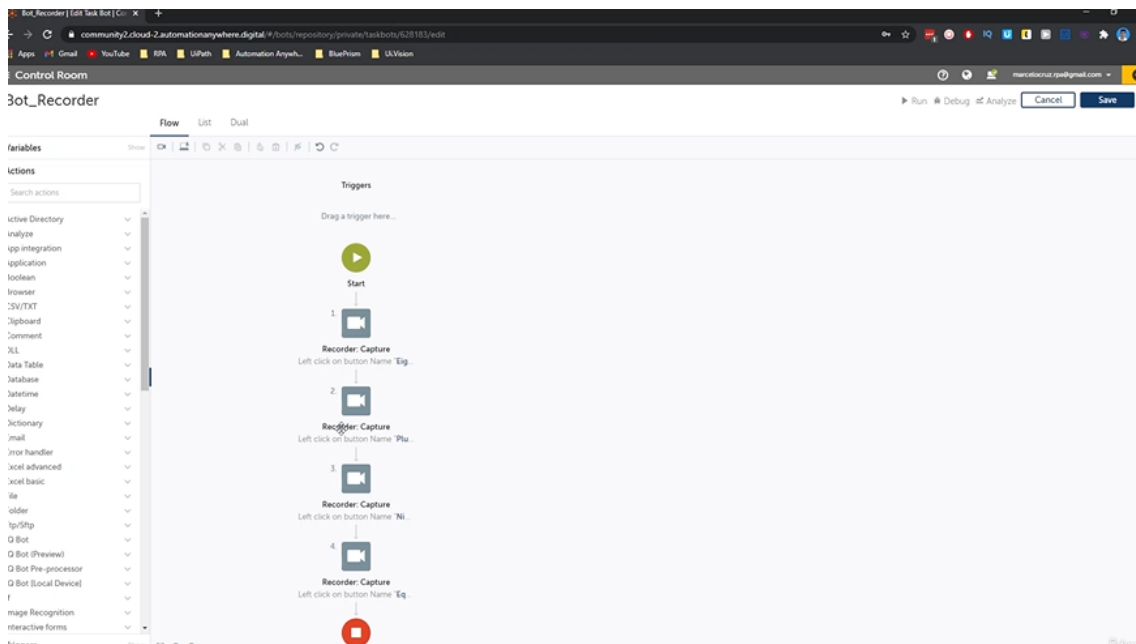 Bot_Recorder | Edit Task Bot | Co
community2.cloud-2.automationanywhere.digital/#/bots/repository/private/taskbots/628183/edit
Apps Gmail YouTube RPA UiPath Automation Anywh... BluePrism Ui.Vision
Control Room
marcelocruz.rpa@gmail.com
Bot_Recorder
Run Debug Analyze Cancel Save
Flow List Dual
Variables Show
Actions
Search actions
Active Directory
Analyze
App integration
Application
Boolean
Browser
CSV/TXT
Clipboard
Comment
DLL
Data Table
Database
Datetime
Delay
Dictionary
Email
Error handler
Excel advanced
Excel basic
File
Folder
Ftp/Sftp
Q Bot
Q Bot (Preview)
Q Bot Pre-processor
Q Bot [Local Device]
f
Image Recognition
Interactive forms
Triggers
Drag a trigger here...
Start
1.
Recorder: Capture
Left click on button Name "Eig...
2.
Recorder: Capture
Left click on button Name "Plu...
3.
Recorder: Capture
Left click on button Name "Ni...
4.
Recorder: Capture
Left click on button Name "Eq...